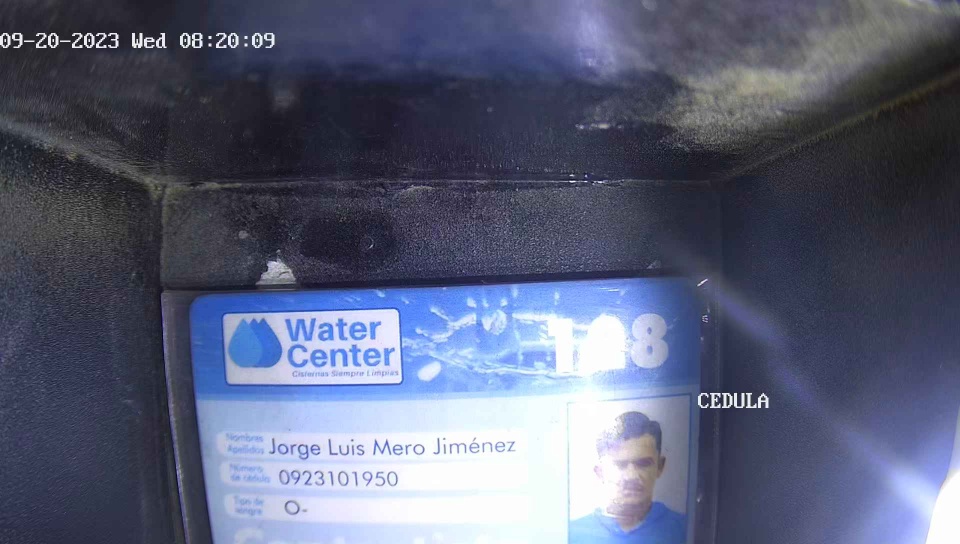 09-20-2023 Wed 08:20:09
Water
Center
Cisternas Siempre Limpias
CEDULA
Nombres
Apellidos Jorge Luis Mero Jiménez
Número
de cédula 0923101950
Tipo de
sangre O-